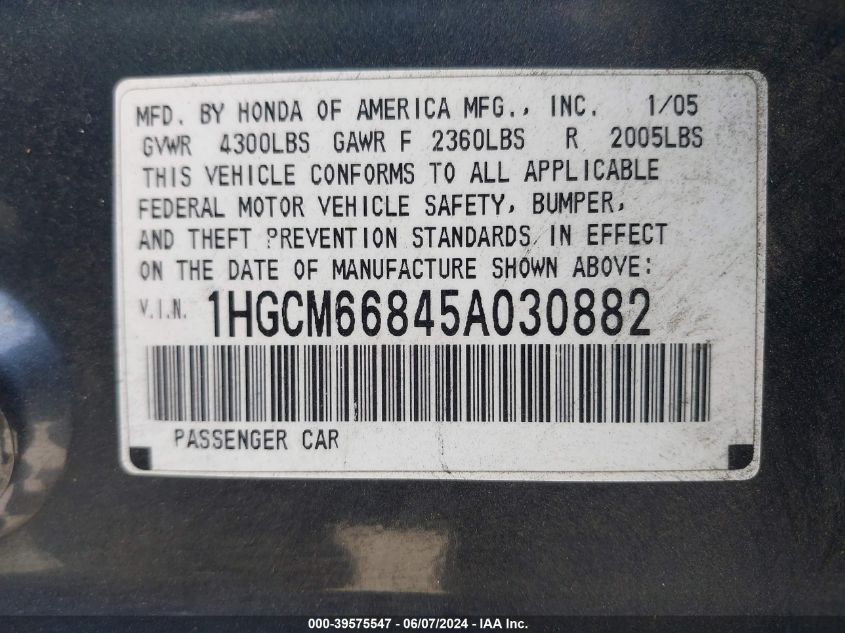 MFD. BY HONDA OF AMERICA MFG., INC. 1/05
GVWR 4300LBS GAWR F 2360LBS R 2005LBS
THIS VEHICLE CONFORMS TO ALL APPLICABLE
FEDERAL MOTOR VEHICLE SAFETY, BUMPER,
AND THEFT PREVENTION STANDARDS IN EFFECT
ON THE DATE OF MANUFACTURE SHOWN ABOVE:
V.I.N. 1HGCM66845A030882
PASSENGER CAR
000-39575547 - 06/07/2024 - IAA Inc.